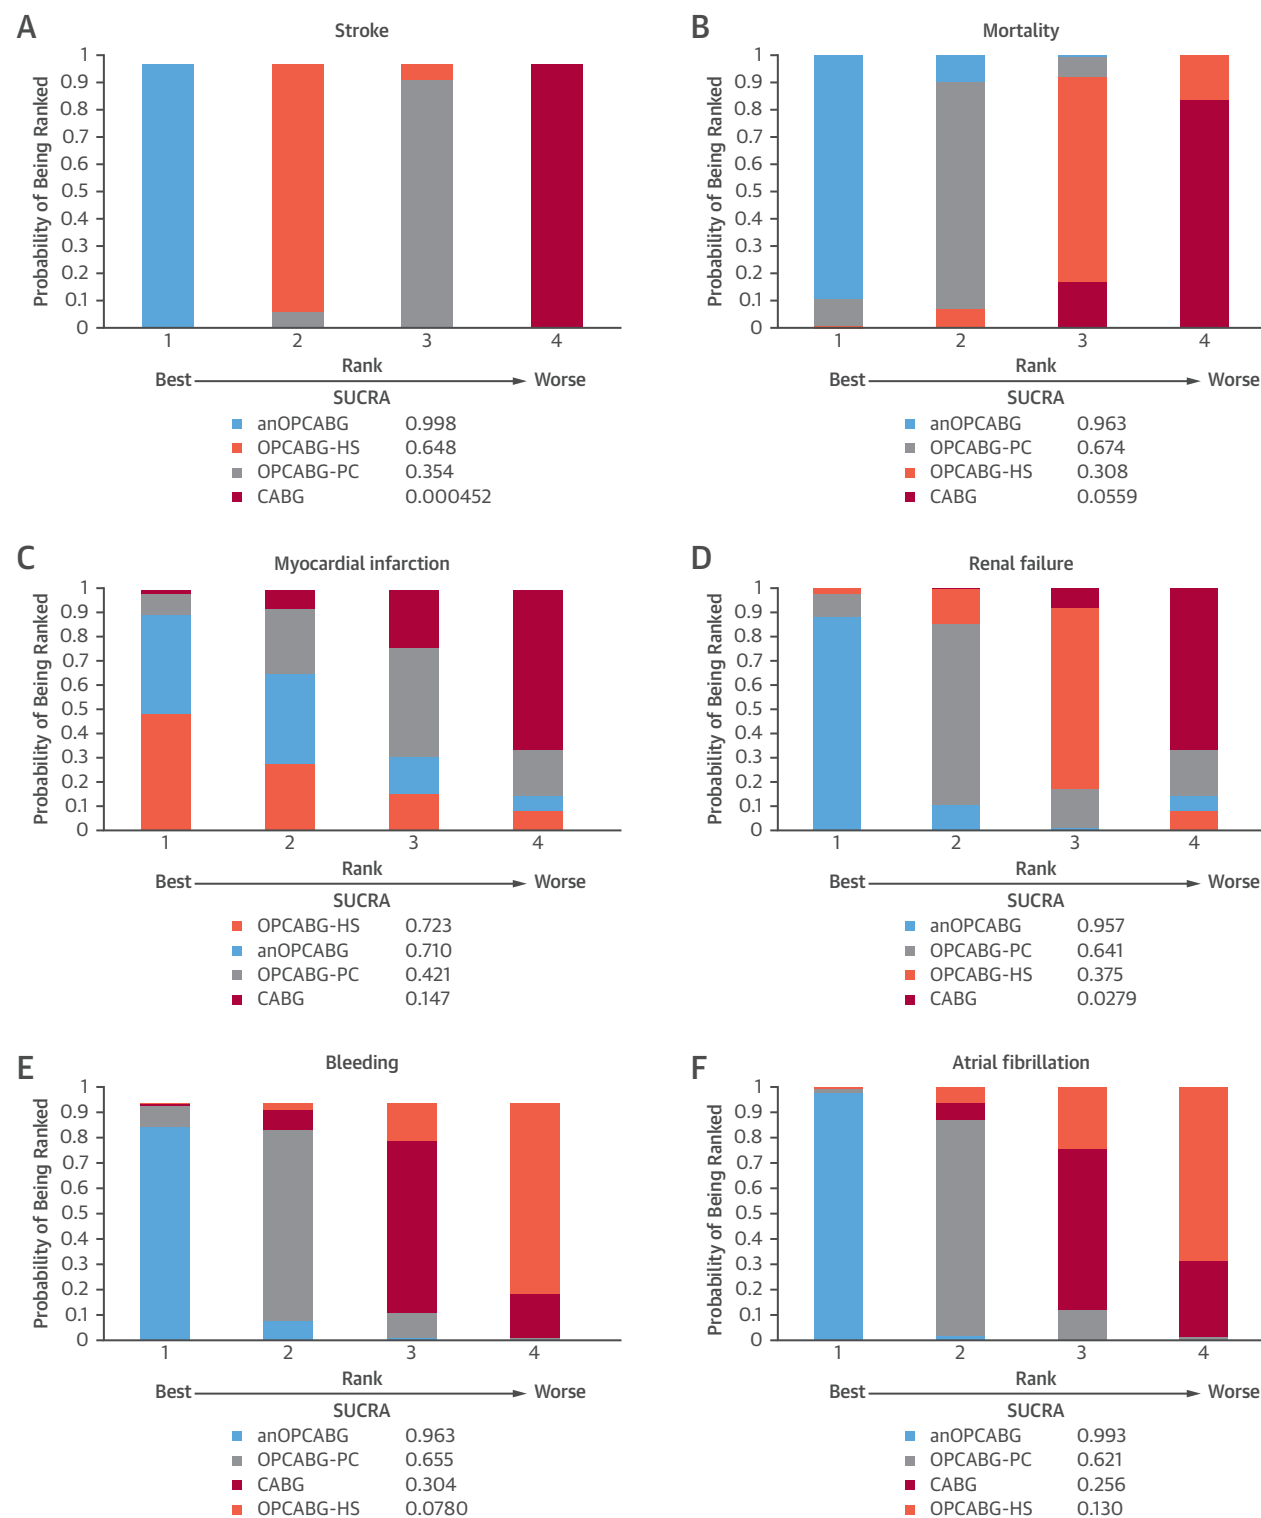 A
Stroke
Probability of Being Ranked
1
0.9
0.8
0.7
0.6
0.5
0.4
0.3
0.2
0.1
0
1 2 3 4
Rank
Best Worse
SUCRA
anOPCABG 0.998
OPCABG-HS 0.648
OPCABG-PC 0.354
CABG 0.000452
B
Mortality
Probability of Being Ranked
1
0.9
0.8
0.7
0.6
0.5
0.4
0.3
0.2
0.1
0
1 2 3 4
Rank
Best Worse
SUCRA
anOPCABG 0.963
OPCABG-PC 0.674
OPCABG-HS 0.308
CABG 0.0559
C
Myocardial infarction
Probability of Being Ranked
1
0.9
0.8
0.7
0.6
0.5
0.4
0.3
0.2
0.1
0
1 2 3 4
Rank
Best Worse
SUCRA
OPCABG-HS 0.723
anOPCABG 0.710
OPCABG-PC 0.421
CABG 0.147
D
Renal failure
Probability of Being Ranked
1
0.9
0.8
0.7
0.6
0.5
0.4
0.3
0.2
0.1
0
1 2 3 4
Rank
Best Worse
SUCRA
anOPCABG 0.957
OPCABG-PC 0.641
OPCABG-HS 0.375
CABG 0.0279
E
Bleeding
Probability of Being Ranked
1
0.9
0.8
0.7
0.6
0.5
0.4
0.3
0.2
0.1
0
1 2 3 4
Rank
Best Worse
SUCRA
anOPCABG 0.963
OPCABG-PC 0.655
CABG 0.304
OPCABG-HS 0.0780
F
Atrial fibrillation
Probability of Being Ranked
1
0.9
0.8
0.7
0.6
0.5
0.4
0.3
0.2
0.1
0
1 2 3 4
Rank
Best Worse
SUCRA
anOPCABG 0.993
OPCABG-PC 0.621
CABG 0.256
OPCABG-HS 0.130